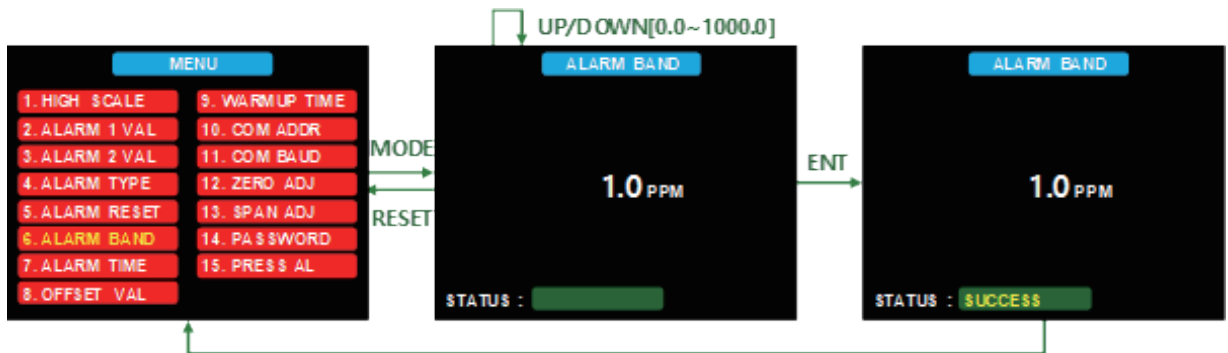 UP/DOWN[0.0~1000.0]
MENU
1. HIGH SCALE
2. ALARM 1 VAL
3. ALARM 2 VAL
4. ALARM TYPE
5. ALARM RESET
6. ALARM BAND
7. ALARM TIME
8. OFFSET VAL
9. WARMUP TIME
10. COM ADDR
11. COM BAUD
12. ZERO ADJ
13. SPAN ADJ
14. PASSWORD
15. PRESS AL
MODE
RESET
ALARM BAND
1.0 PPM
STATUS :
ENT
ALARM BAND
1.0 PPM
STATUS : SUCCESS